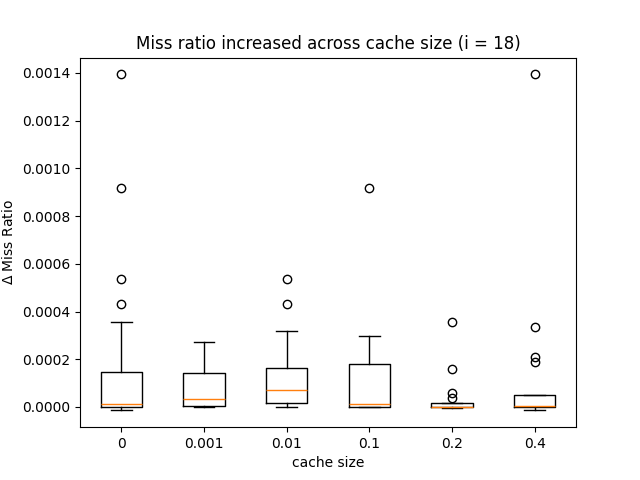 Miss ratio increased across cache size (i = 18)
0.0014
0.0012
0.0010
0.0008
0.0006
0.0004
0.0002
0.0000
Δ Miss Ratio
0 0.001 0.01 0.1 0.2 0.4
cache size